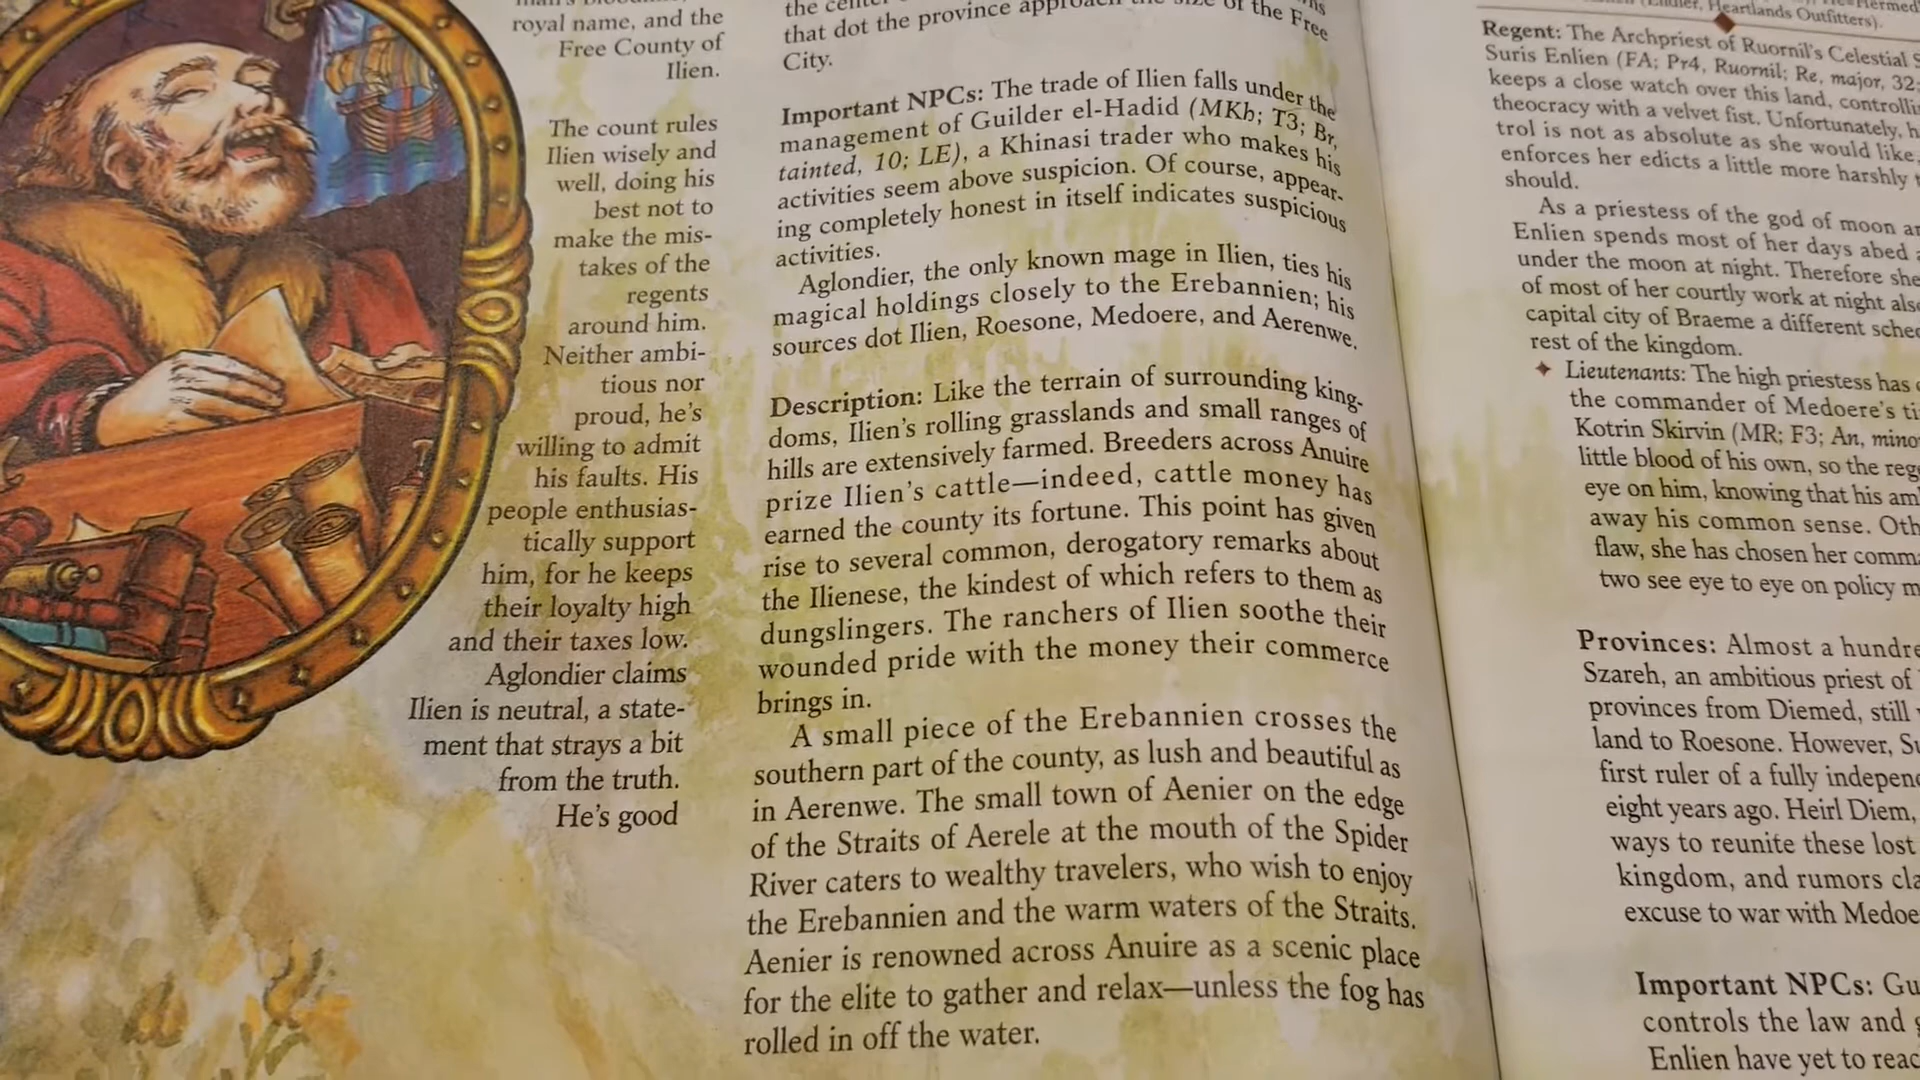 royal name, and the
Free County of
Ilien.
The count rules
Ilien wisely and
well, doing his
best not to
make the mis-
takes of the
regents
around him.
Neither ambi-
tious nor
proud, he's
willing to admit
his faults. His
people enthusias-
tically support
him, for he keeps
their loyalty high
and their taxes low.
Aglondier claims
Ilien is neutral, a state-
ment that strays a bit
from the truth.
He's good
that dot the province approach the size of the Free
City.
Important NPCs: The trade of Ilien falls under the
management of Guilder el-Hadid (MKh; T3; Br,
tainted, 10; LE), a Khinasi trader who makes his
activities seem above suspicion. Of course, appear-
ing completely honest in itself indicates suspicious
activities.
Aglondier, the only known mage in Ilien, ties his
magical holdings closely to the Erebannien; his
sources dot Ilien, Roesone, Medoere, and Aerenwe.
Description: Like the terrain of surrounding king-
doms, Ilien's rolling grasslands and small ranges of
hills are extensively farmed. Breeders across Anuire
prize Ilien's cattle—indeed, cattle money has
earned the county its fortune. This point has given
rise to several common, derogatory remarks about
the Ilienese, the kindest of which refers to them as
dungslingers. The ranchers of Ilien soothe their
wounded pride with the money their commerce
brings in.
A small piece of the Erebannien crosses the
southern part of the county, as lush and beautiful as
in Aerenwe. The small town of Aenier on the edge
of the Straits of Aerele at the mouth of the Spider
River caters to wealthy travelers, who wish to enjoy
the Erebannien and the warm waters of the Straits.
Aenier is renowned across Anuire as a scenic place
for the elite to gather and relax—unless the fog has
rolled in off the water.
Heartlands Outfitters).
Regent: The Archpriest of Ruornil's Celestial
Suris Enlien (FA; Pr4, Ruornil; Re, major, 32;
keeps a close watch over this land, controlli
theocracy with a velvet fist. Unfortunately, h
trol is not as absolute as she would like,
enforces her edicts a little more harshly
should.
As a priestess of the god of moon an
Enlien spends most of her days abed
under the moon at night. Therefore she
of most of her courtly work at night als
capital city of Braeme a different sched
rest of the kingdom.
Lieutenants: The high priestess has
the commander of Medoere's
Kotrin Skirvin (MR; F3; An, mino
little blood of his own, so the reg
eye on him, knowing that his am
away his common sense. Oth
flaw, she has chosen her comm
two see eye to eye on policy m
Provinces: Almost a hundre
Szareh, an ambitious priest of
provinces from Diemed, still
land to Roesone. However, Su
first ruler of a fully indepen
eight years ago. Heirl Diem,
ways to reunite these lost
kingdom, and rumors cla
excuse to war with Medoe
Important NPCs: Gu
controls the law and
Enlien have yet to reac